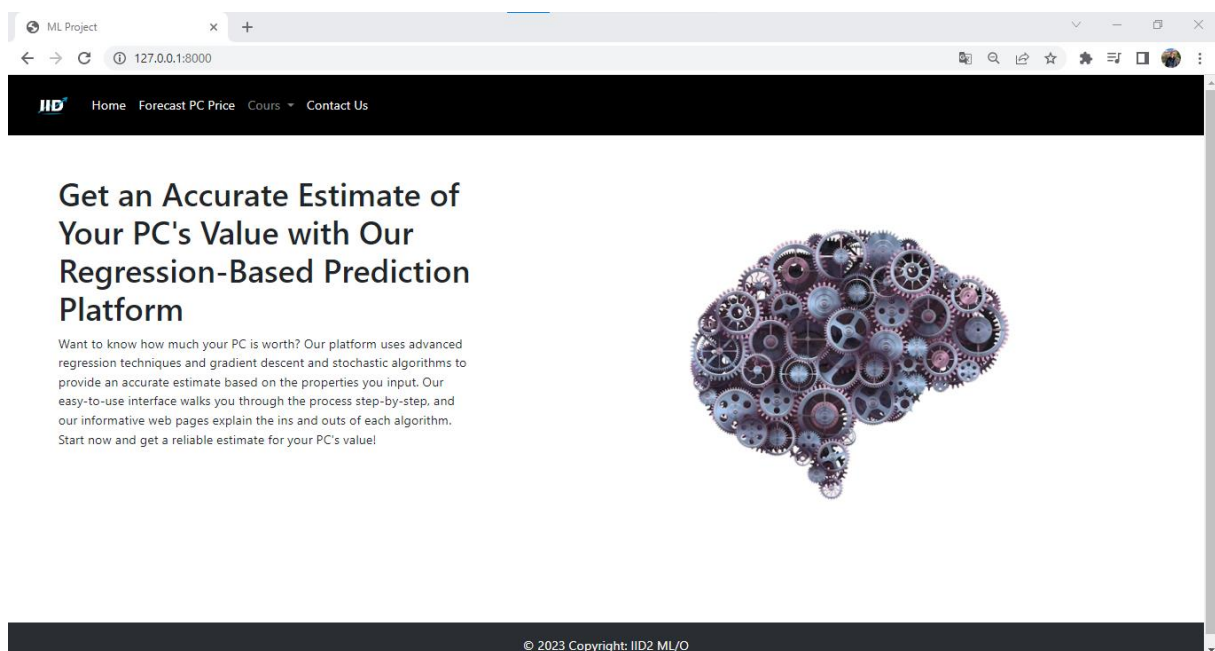 ML Project
127.0.0.1:8000
IID Home Forecast PC Price Cours Contact Us
Get an Accurate Estimate of
Your PC's Value with Our
Regression-Based Prediction
Platform
Want to know how much your PC is worth? Our platform uses advanced
regression techniques and gradient descent and stochastic algorithms to
provide an accurate estimate based on the properties you input. Our
easy-to-use interface walks you through the process step-by-step, and
our informative web pages explain the ins and outs of each algorithm.
Start now and get a reliable estimate for your PC's value!
© 2023 Copyright: IID2 ML/O